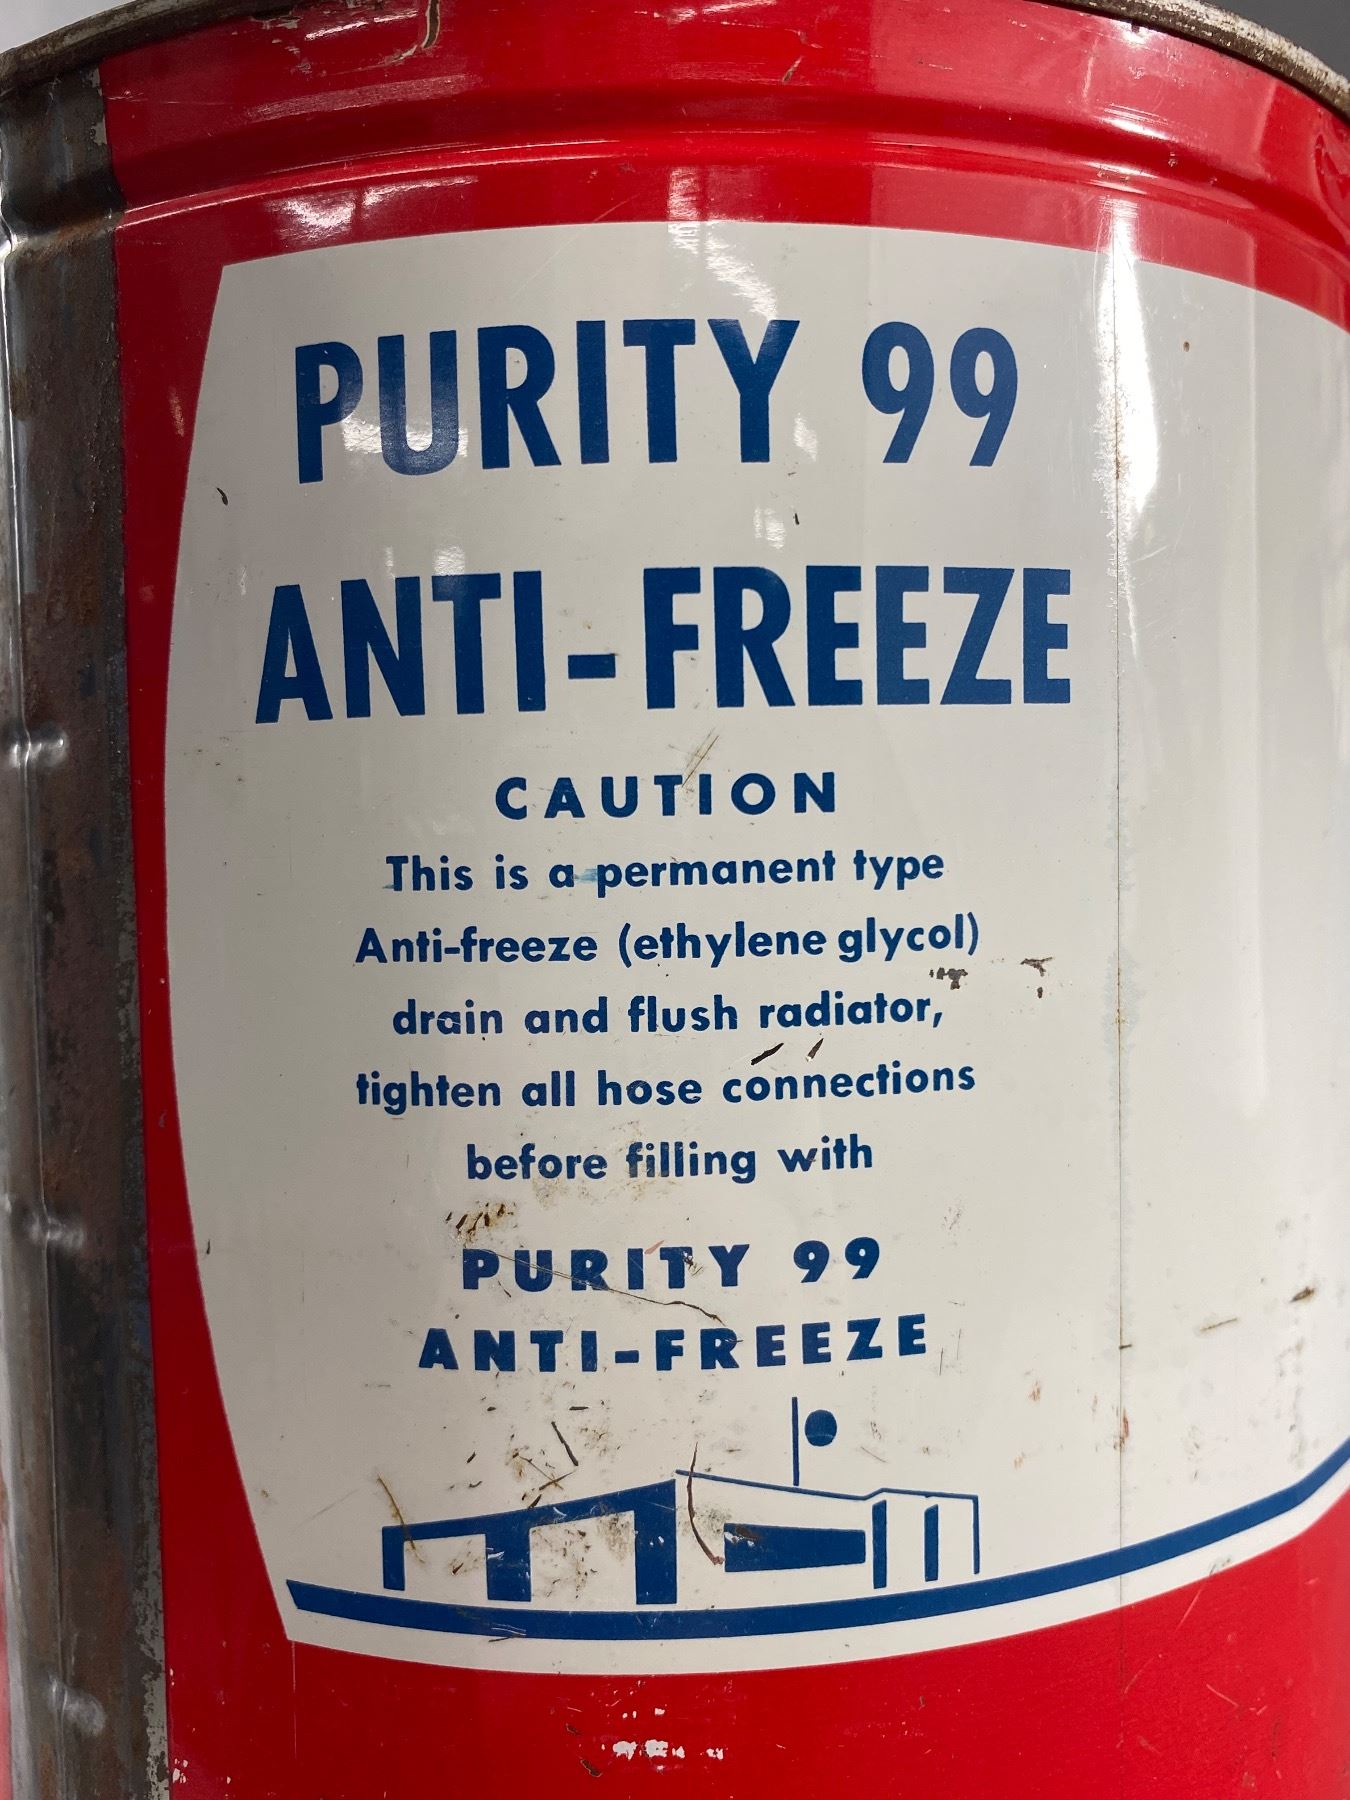 PURITY 99
ANTI-FREEZE
CAUTION
This is a permanent type
Anti-freeze (ethylene glycol)
drain and flush radiator,
tighten all hose connections
before filling with
PURITY 99
ANTI-FREEZE